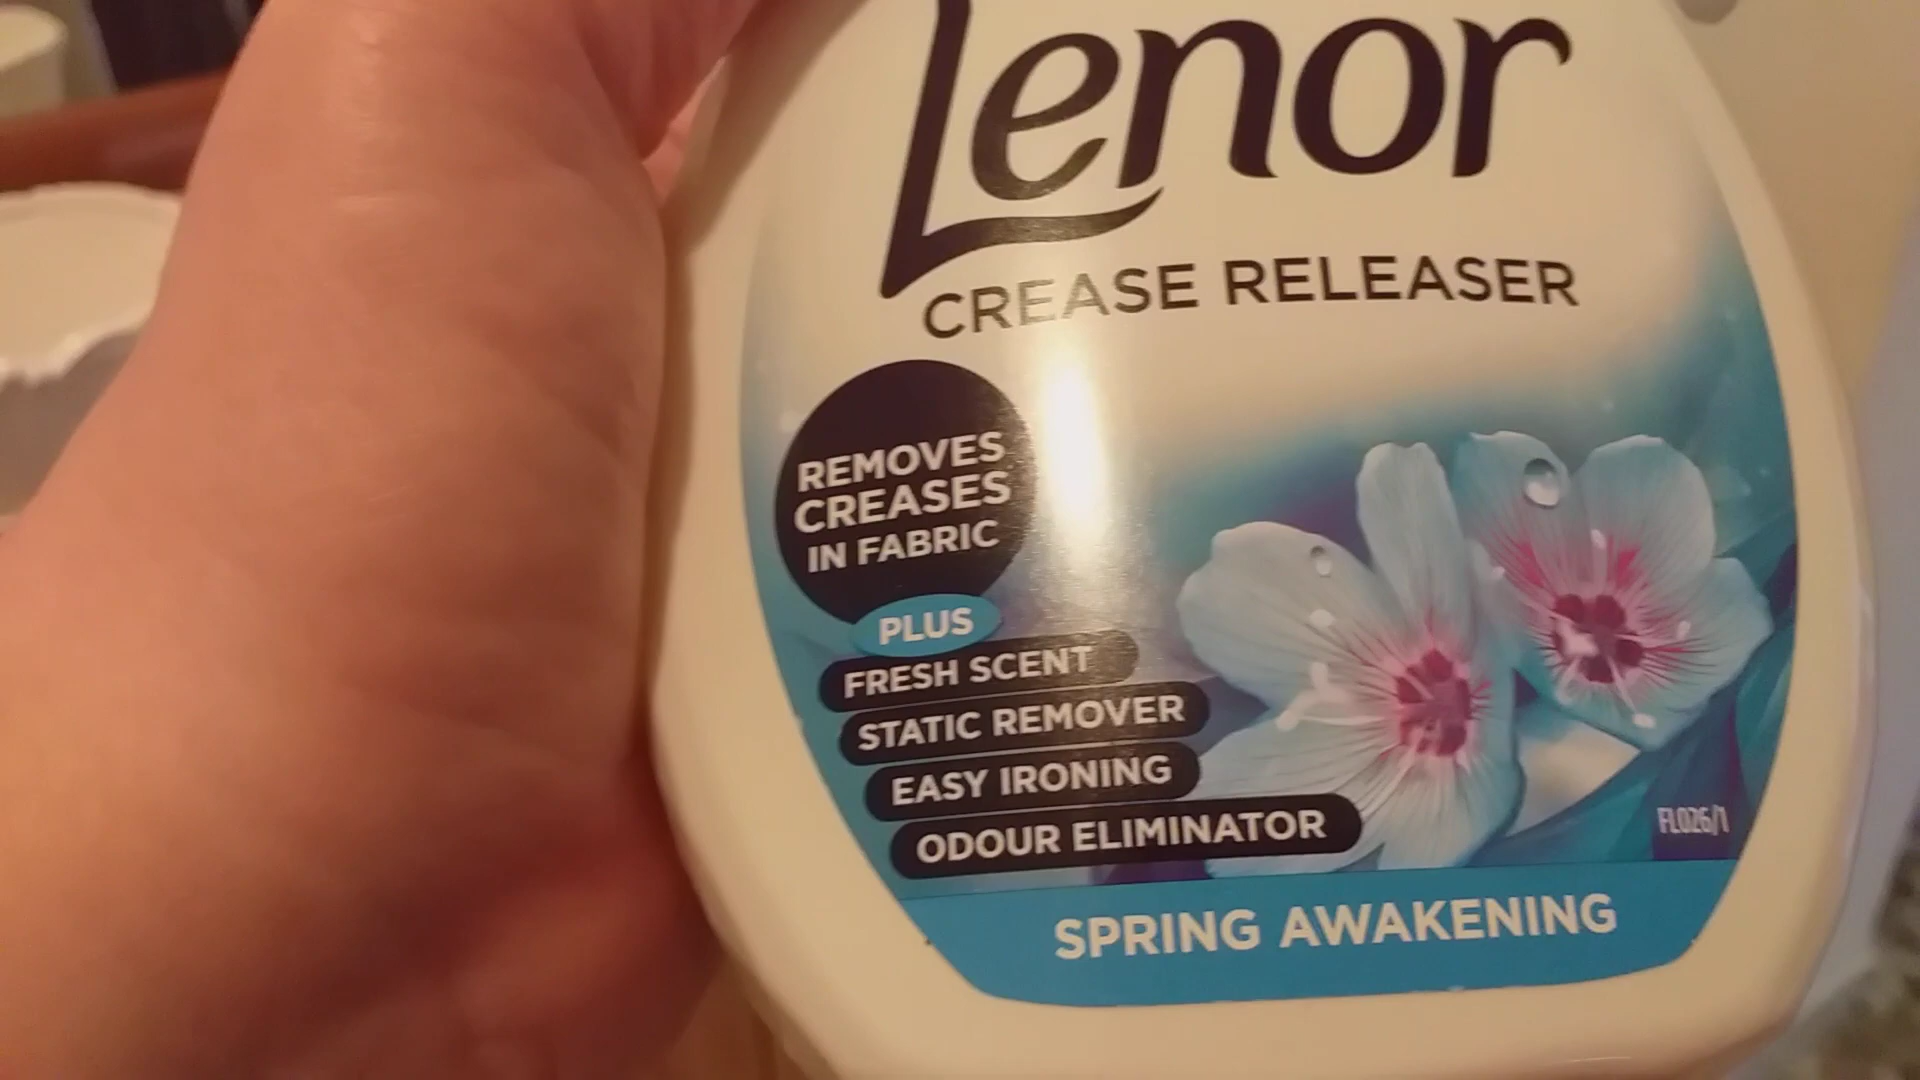 Lenor
CREASE RELEASER
REMOVES
CREASES
IN FABRIC
PLUS
FRESH SCENT
STATIC REMOVER
EASY IRONING
ODOUR ELIMINATOR
FL026/1
SPRING AWAKENING